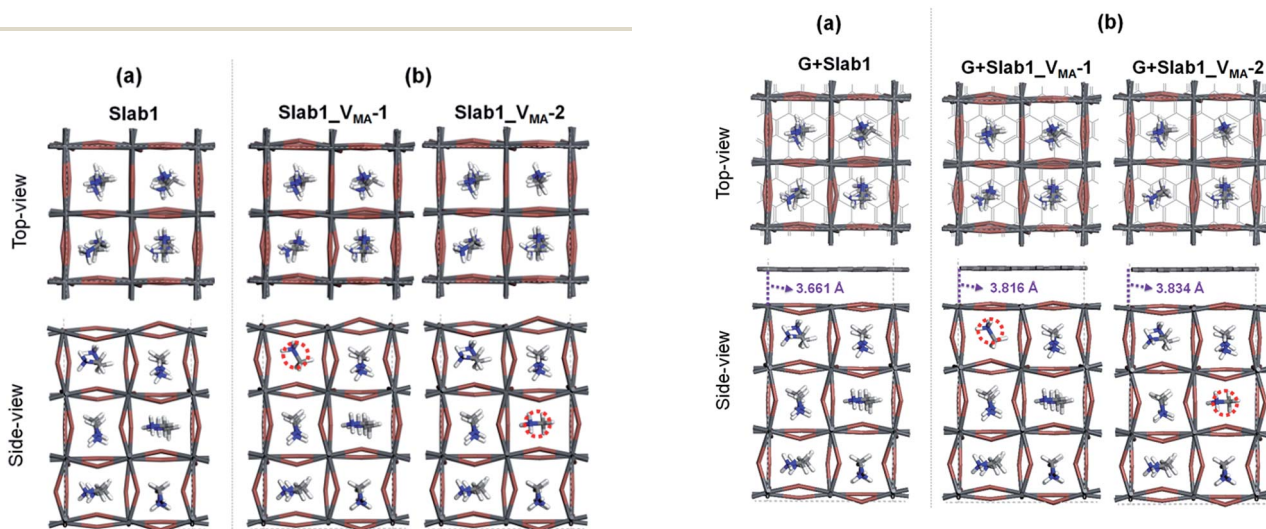 (a)
(b)
Slab1
Slab1_VMA-1
Slab1_VMA-2
Top-view
Side-view
(a)
(b)
G+Slab1
G+Slab1_VMA-1
G+Slab1_VMA-2
Top-view
3.661 Å
3.816 Å
3.834 Å
Side-view